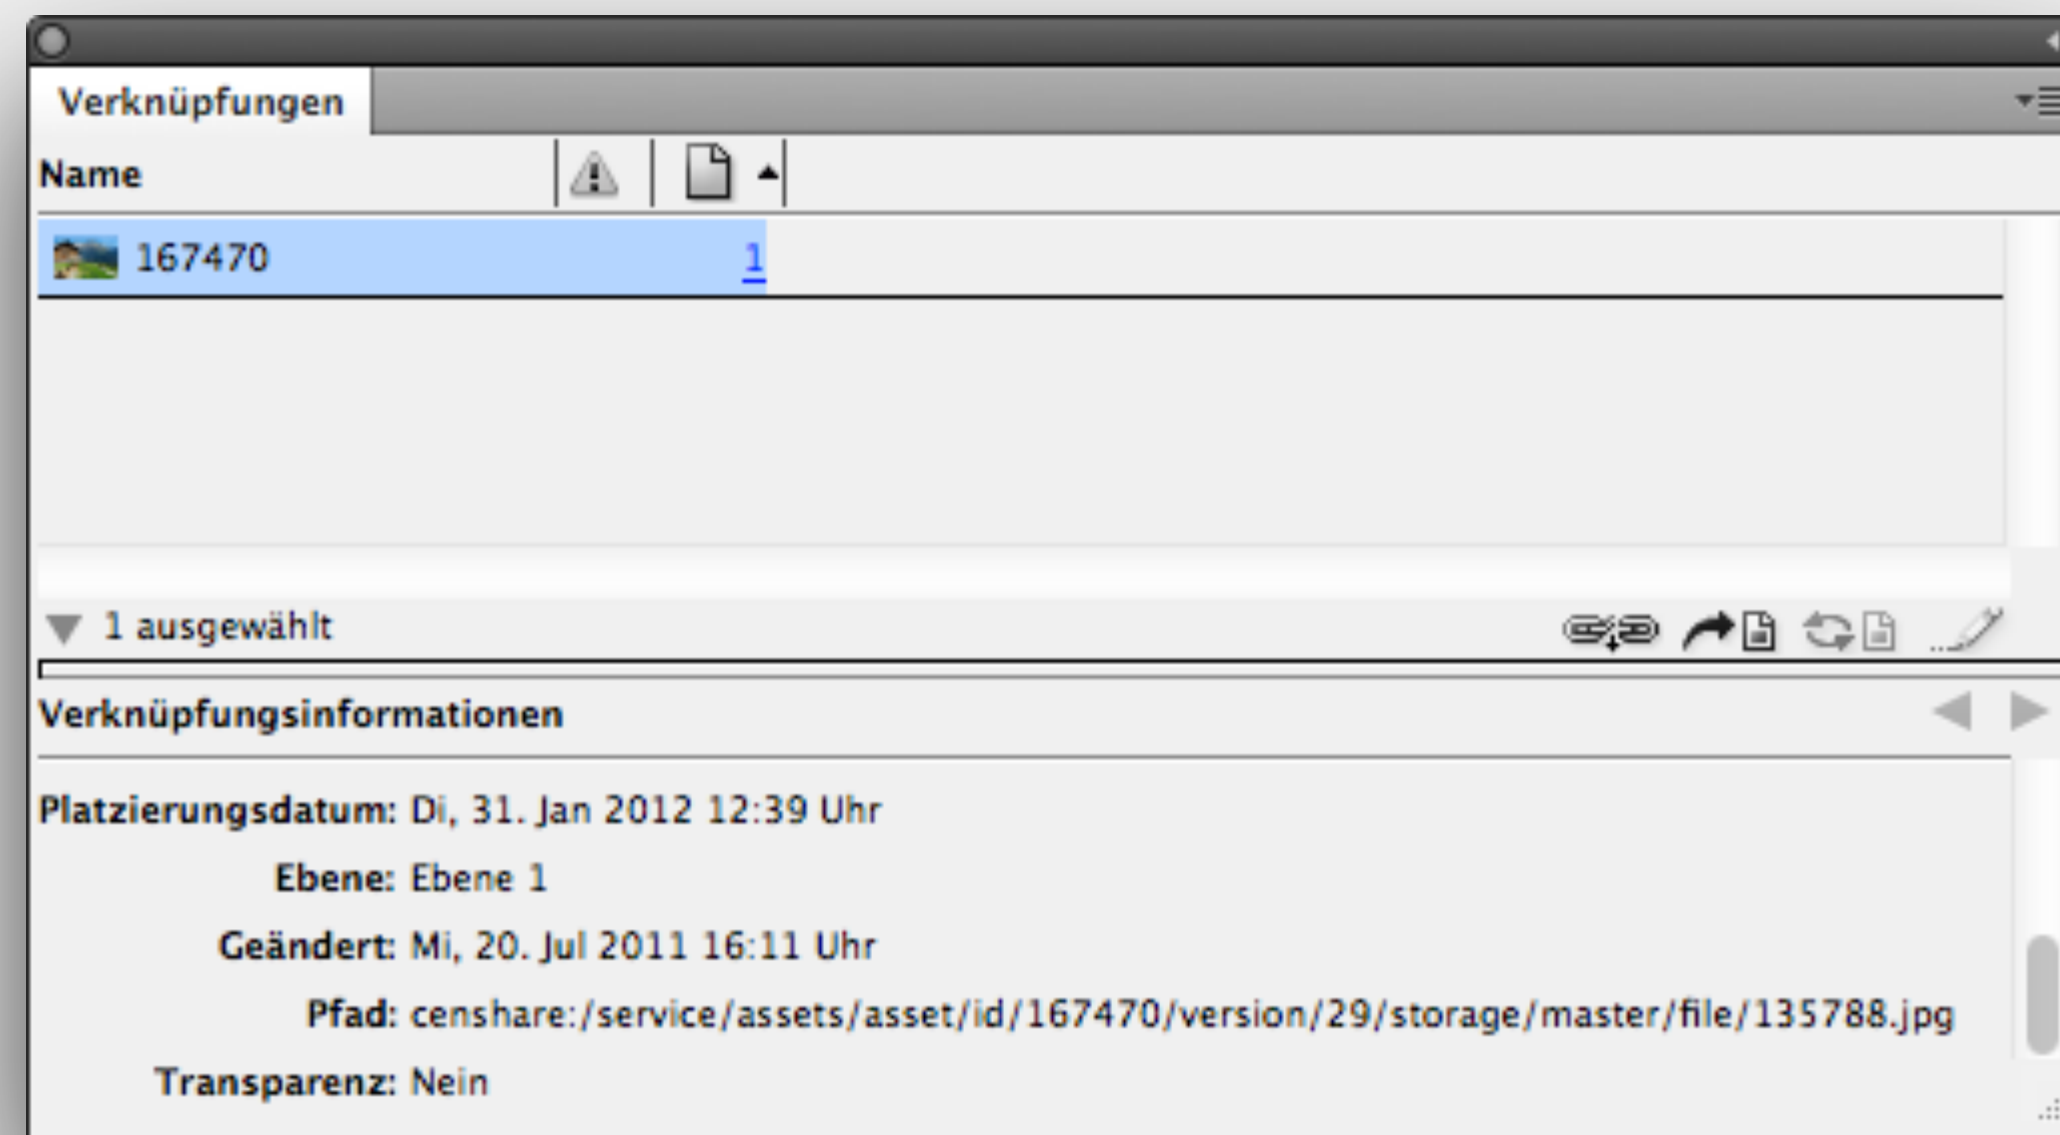 Verknüpfungen
Name
167470 1
1 ausgewählt
Verknüpfungsinformationen
Platzierungsdatum: Di, 31. Jan 2012 12:39 Uhr
Ebene: Ebene 1
Geändert: Mi, 20. Jul 2011 16:11 Uhr
Pfad: censhare:/service/assets/asset/id/167470/version/29/storage/master/file/135788.jpg
Transparenz: Nein